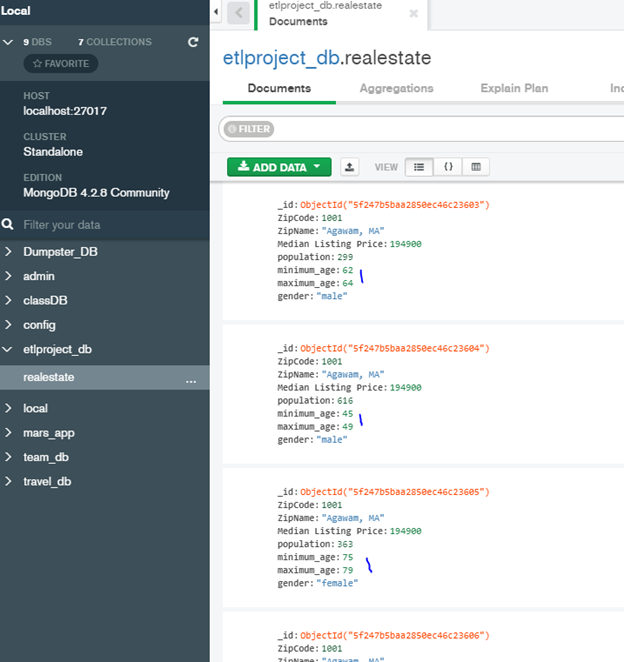 Local
9 DBS 7 COLLECTIONS
FAVORITE
HOST
localhost:27017
CLUSTER
Standalone
EDITION
MongoDB 4.2.8 Community
Filter your data
Dumpster_DB
admin
classDB
config
etlproject_db
realestate ...
local
mars_app
team_db
travel_db
etlproject_db.realestate
Documents
etlproject_db.realestate
Documents Aggregations Explain Plan In
FILTER
ADD DATA VIEW {}
_id:ObjectId("5f247b5baa2850ec46c23603")
ZipCode:1001
ZipName:"Agawam, MA"
Median Listing Price:194900
population:299
minimum_age:62
maximum_age:64
gender:"male"
_id:ObjectId("5f247b5baa2850ec46c23604")
ZipCode:1001
ZipName:"Agawam, MA"
Median Listing Price:194900
population:616
minimum_age:45
maximum_age:49
gender:"male"
_id:ObjectId("5f247b5baa2850ec46c23605")
ZipCode:1001
ZipName:"Agawam, MA"
Median Listing Price:194900
population:363
minimum_age:75
maximum_age:79
gender:"female"
_id:ObjectId("5f247b5baa2850ec46c23606")
ZipCode:1001
ZipName:"Agawam, MA"